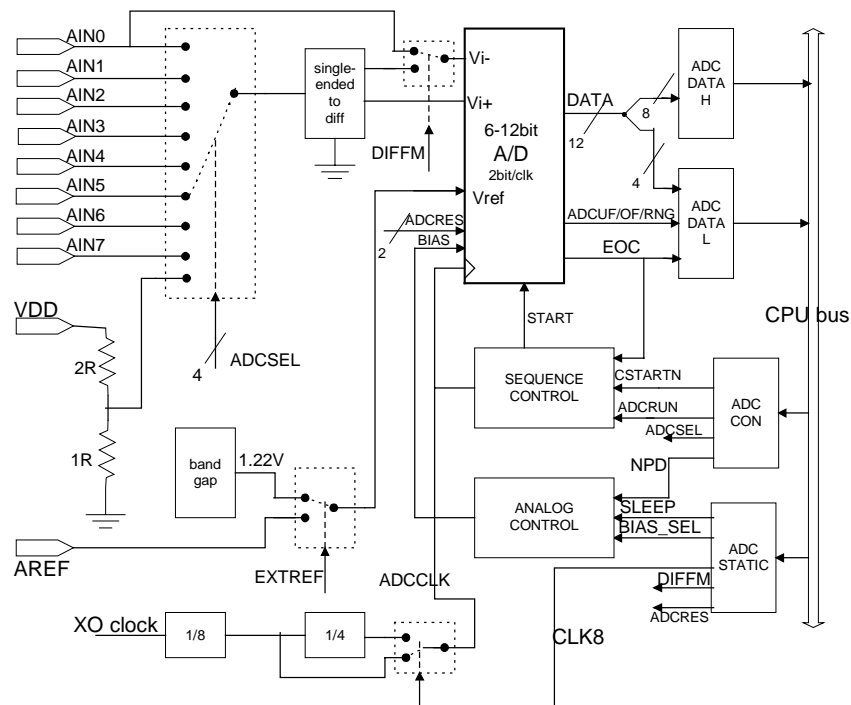 AIN0
AIN1
AIN2
AIN3
AIN4
AIN5
AIN6
AIN7
VDD
2R
1R
4
ADCSEL
single-
ended
to
diff
DIFFM
Vi-
Vi+
6-12bit
A/D
2bit/clk
Vref
ADCRES
2
BIAS
DATA
12
8
4
ADC
DATA
H
ADCUF/OF/RNG
EOC
ADC
DATA
L
CPU bus
START
SEQUENCE
CONTROL
CSTARTN
ADCRUN
ADCSEL
NPD
ADC
CON
band
gap
1.22V
AREF
EXTREF
ADCCLK
ANALOG
CONTROL
SLEEP
BIAS_SEL
DIFFM
ADCRES
ADC
STATIC
XO clock
1/8
1/4
CLK8